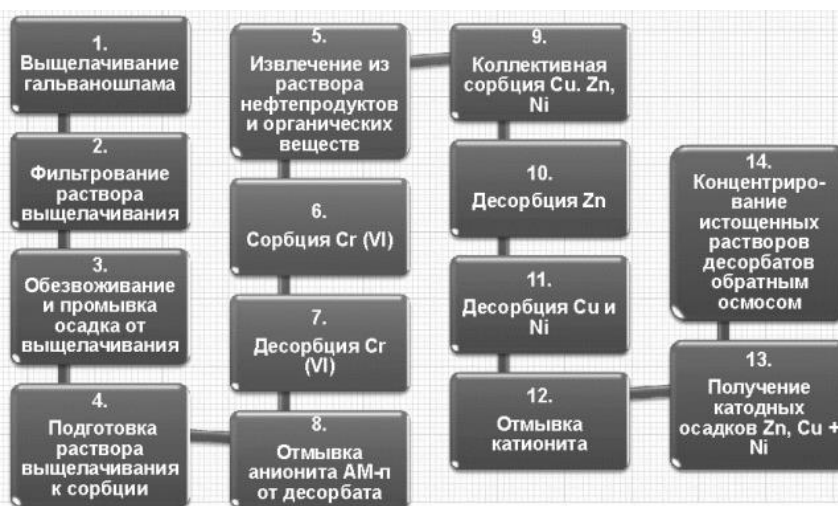 1.
Выщелачивание
гальваношлама
2.
Фильтрование
раствора
выщелачивания
3.
Обезвоживание
и промывка
осадка от
выщелачивания
4.
Подготовка
раствора
выщелачивания
к сорбции
5.
Извлечение из
раствора
нефтепродуктов
и органических
веществ
6.
Сорбция Cr (VI)
7.
Десорбция Cr
(VI)
8.
Отмывка
анионита АМ-п
от десорбата
9.
Коллективная
сорбция Cu. Zn,
Ni
10.
Десорбция Zn
11.
Десорбция Cu и
Ni
12.
Отмывка
катионита
13.
Получение
катодных
осадков Zn, Cu +
Ni
14.
Концентриро-
вание
истощенных
растворов
десорбатов
обратным
осмосом